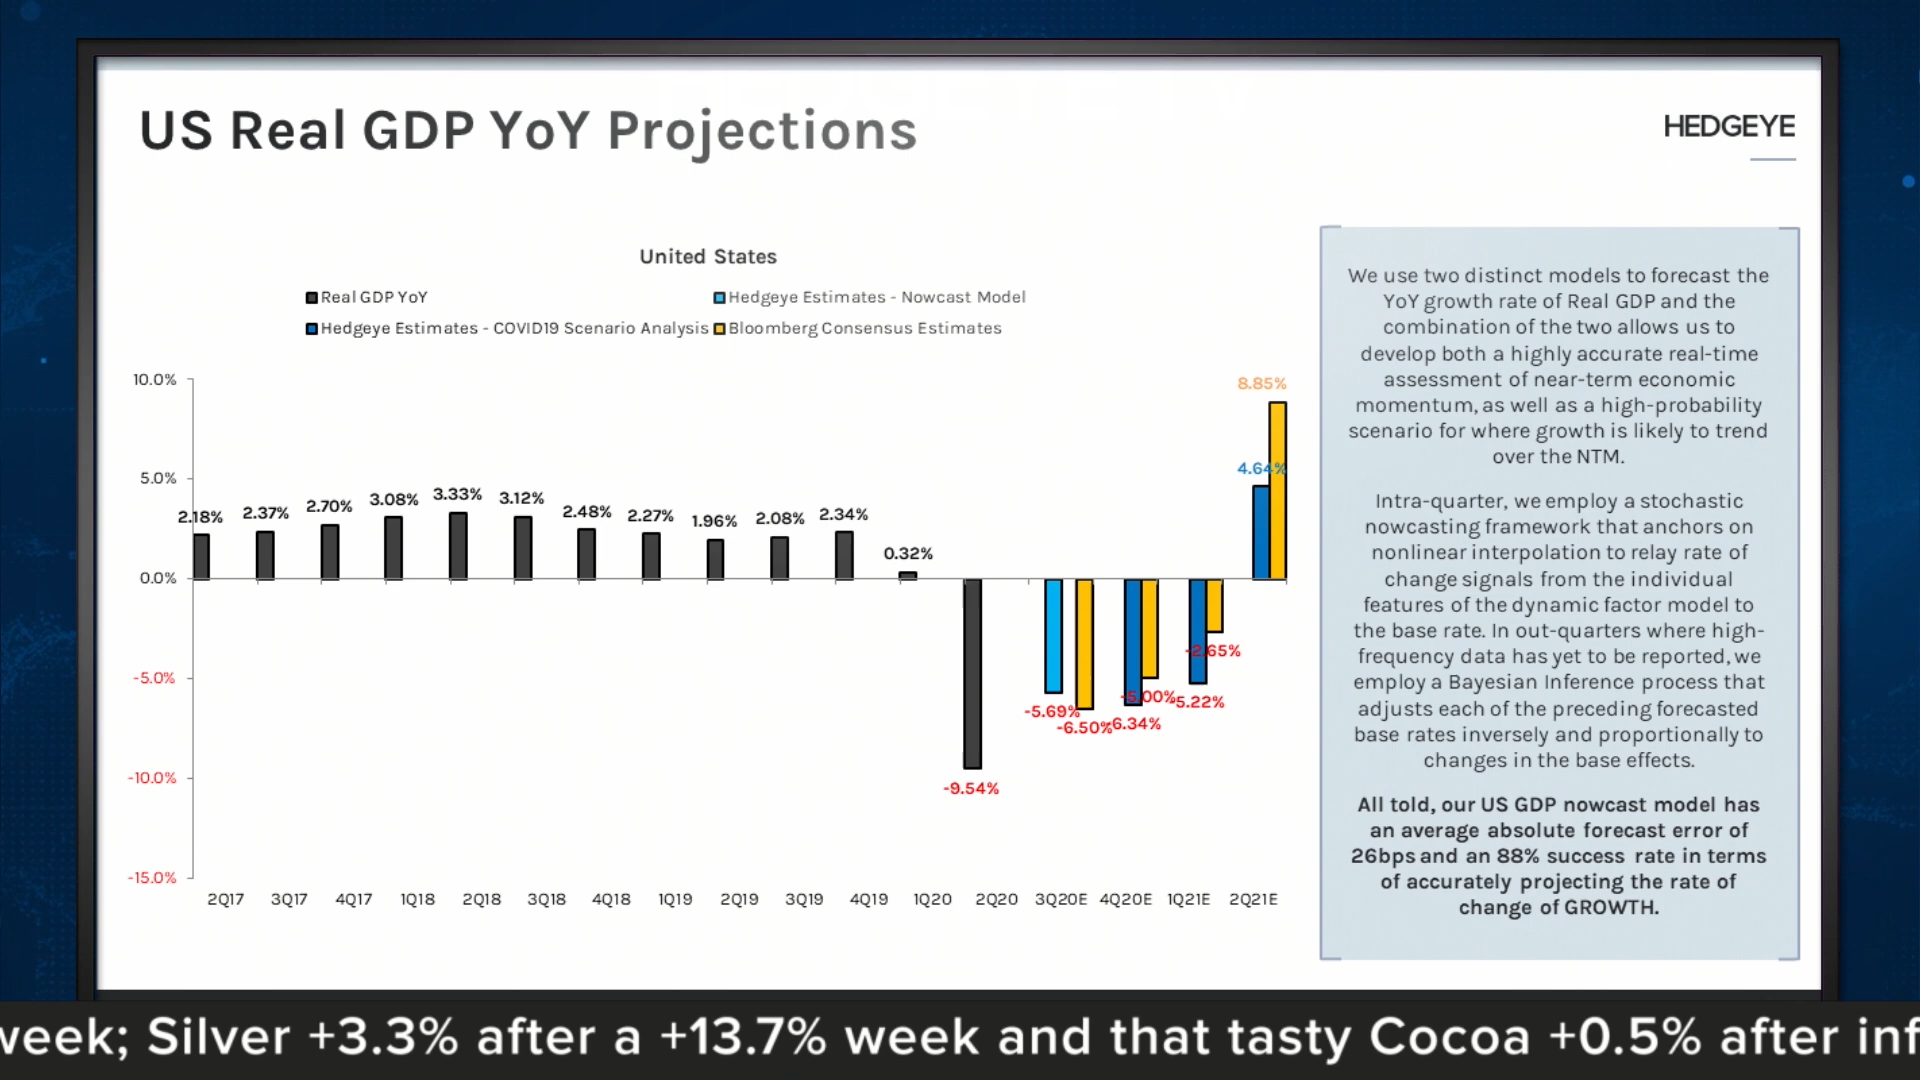 US Real GDP YoY Projections
HEDGEYE
United States
Real GDP YoY
Hedgeye Estimates - Nowcast Model
Hedgeye Estimates - COVID19 Scenario Analysis
Bloomberg Consensus Estimates
10.0%
5.0%
0.0%
-5.0%
-10.0%
-15.0%
2.18%
2.37%
2.70%
3.08%
3.33%
3.12%
2.48%
2.27%
1.96%
2.08%
2.34%
0.32%
-9.54%
-5.69%
-6.50%
-6.34%
-5.00%
-5.22%
-2.65%
4.64%
8.85%
2Q17
3Q17
4Q17
1Q18
2Q18
3Q18
4Q18
1Q19
2Q19
3Q19
4Q19
1Q20
2Q20
3Q20E
4Q20E
1Q21E
2Q21E
We use two distinct models to forecast the
YoY growth rate of Real GDP and the
combination of the two allows us to
develop both a highly accurate real-time
assessment of near-term economic
momentum, as well as a high-probability
scenario for where growth is likely to trend
over the NTM.
Intra-quarter, we employ a stochastic
nowcasting framework that anchors on
nonlinear interpolation to relay rate of
change signals from the individual
features of the dynamic factor model to
the base rate. In out-quarters where high-
frequency data has yet to be reported, we
employ a Bayesian Inference process that
adjusts each of the preceding forecasted
base rates inversely and proportionally to
changes in the base effects.
All told, our US GDP nowcast model has
an average absolute forecast error of
26bps and an 88% success rate in terms
of accurately projecting the rate of
change of GROWTH.
week; Silver +3.3% after a +13.7% week and that tasty Cocoa +0.5% after inf